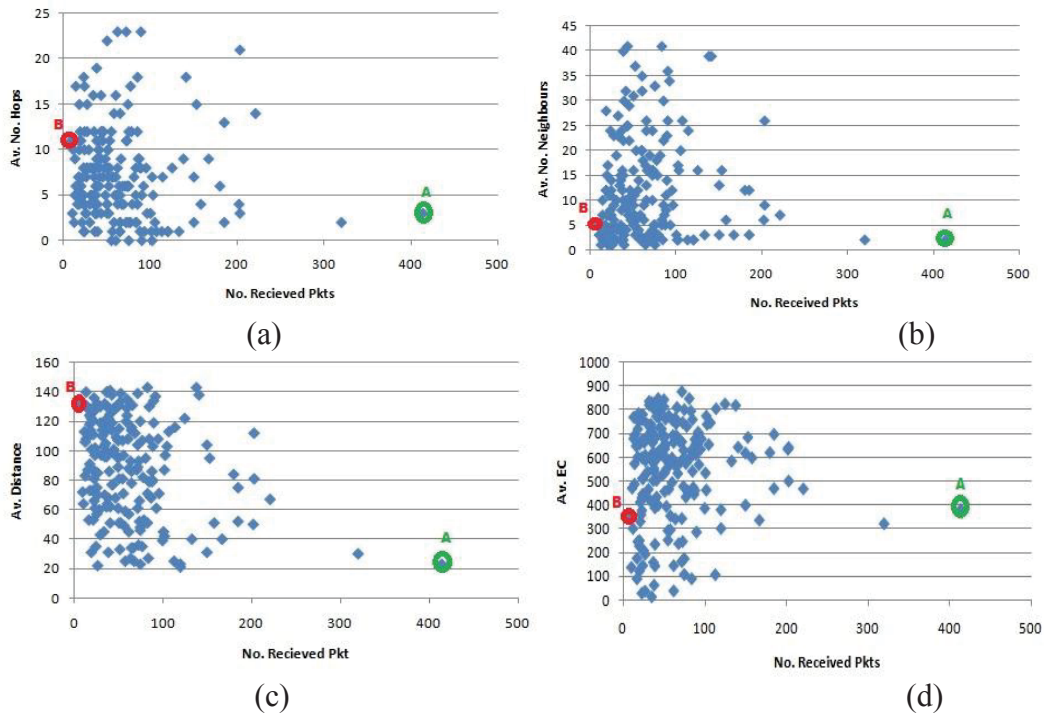 Av. No. Hops
25
20
15
10
5
0
B
A
0 100 200 300 400 500
No. Recieved Pkts
(a)
Av. No. Neighbours
45
40
35
30
25
20
15
10
5
0
B
A
0 100 200 300 400 500
No. Received Pkts
(b)
Av. Distance
160
140
120
100
80
60
40
20
0
B
A
0 100 200 300 400 500
No. Recieved Pkt
(c)
Av. EC
1000
900
800
700
600
500
400
300
200
100
0
B
A
0 100 200 300 400 500
No. Received Pkts
(d)